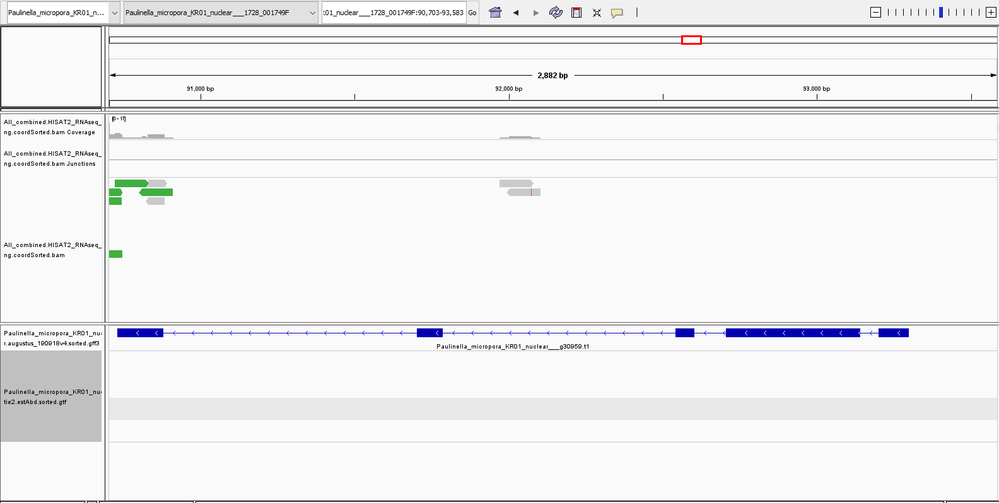 Paulinella_micropora_KR01_n... Paulinella_micropora_KR01_nuclear___1728_001749F :01_nuclear___1728_001749F:90,703-93,583 Go
2,882 bp
91,000 bp 92,000 bp 93,000 bp
All_combined.HISAT2_RNAseq_
ng.coordSorted.bam Coverage
[0 - 17]
All_combined.HISAT2_RNAseq_
ng.coordSorted.bam Junctions
All_combined.HISAT2_RNAseq_
ng.coordSorted.bam
Paulinella_micropora_KR01_nu
r.augustus_190918v4.sorted.gff3
Paulinella_micropora_KR01_nuclear___g30959.t1
Paulinella_micropora_KR01_nu
tie2.estAbd.sorted.gtf